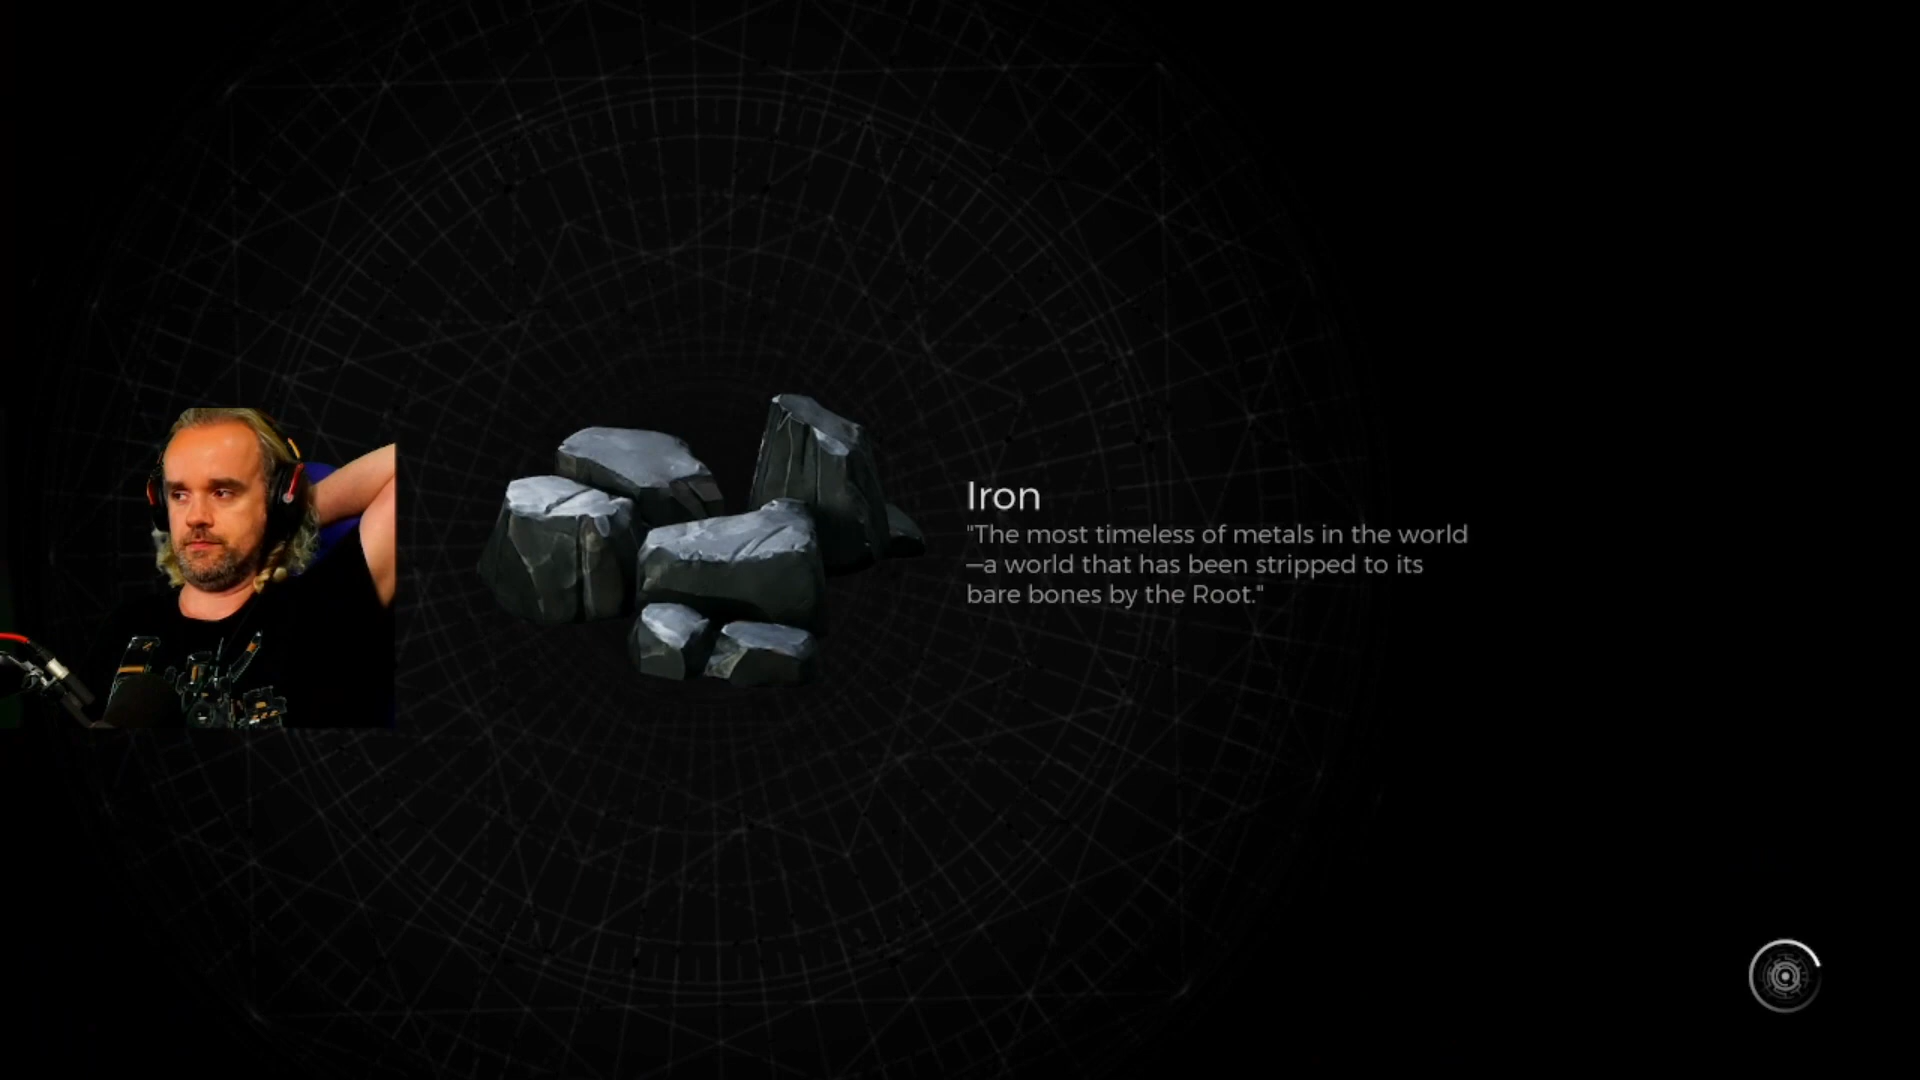 Iron
"The most timeless of metals in the world
—a world that has been stripped to its
bare bones by the Root."